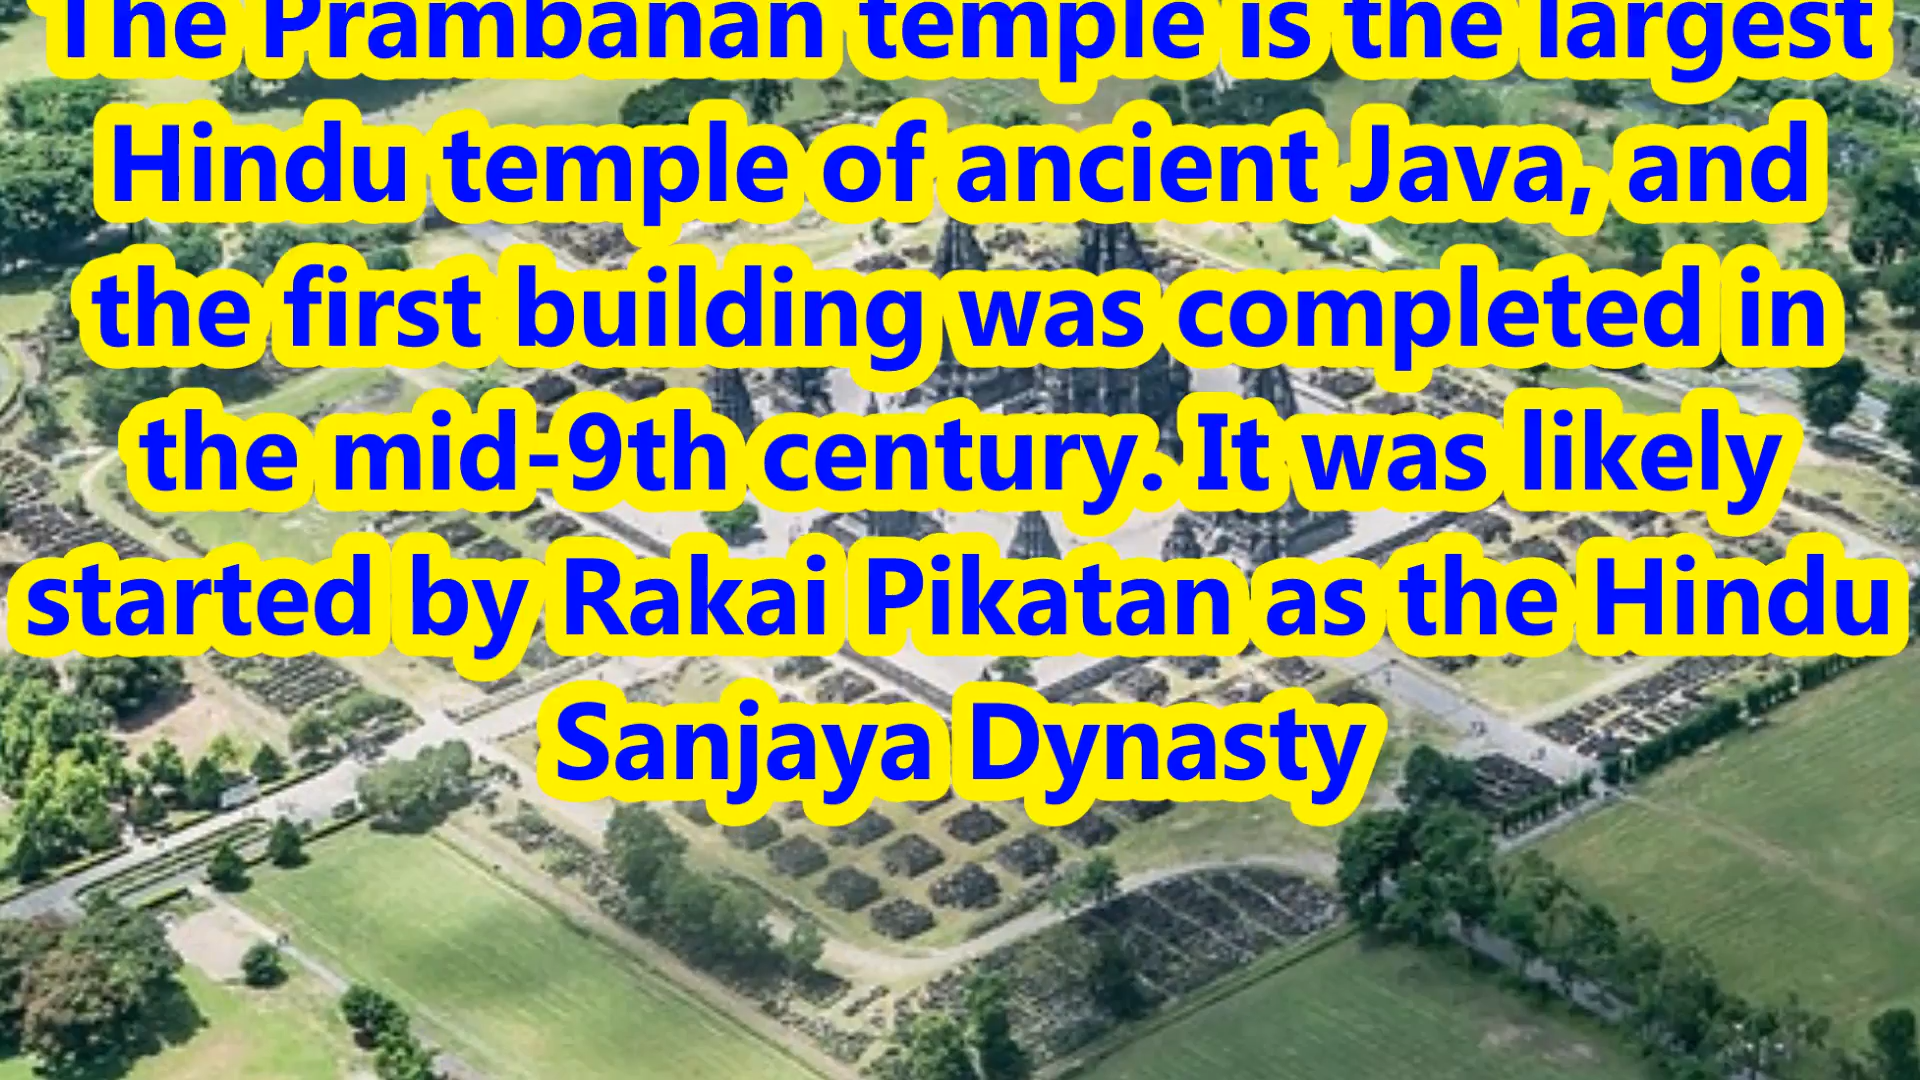 The Prambanan temple is the largest
Hindu temple of ancient Java, and
the first building was completed in
the mid-9th century. It was likely
started by Rakai Pikatan as the Hindu
Sanjaya Dynasty